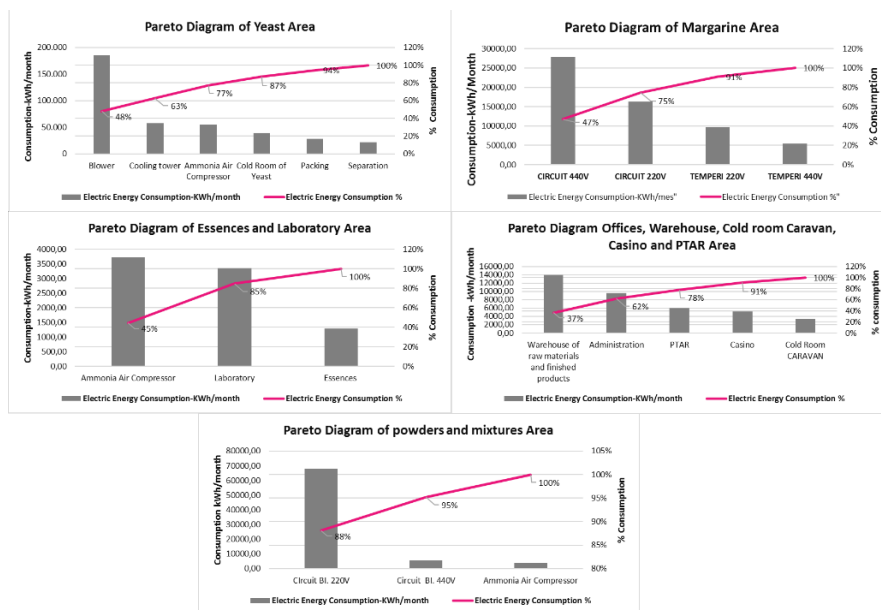 Pareto Diagram of Yeast Area
Consumption-kWh/month
200.000
150.000
100.000
50.000
0
120%
100%
80%
60%
40%
20%
0%
% Consumption
48%
63%
77%
87%
94%
100%
Blower
Cooling tower
Ammonia Air
Compressor
Cold Room of
Yeast
Packing
Separation
Electric Energy Consumption-KWh/month
Electric Energy Consumption %
Pareto Diagram of Margarine Area
Consumption-kWh/Month
30000,00
25000,00
20000,00
15000,00
10000,00
5000,00
0,00
120%
100%
80%
60%
40%
20%
0%
% Consumption
47%
75%
91%
100%
CIRCUIT 440V
CIRCUIT 220V
TEMPERI 220V
TEMPERI 440V
Electric Energy Consumption-KWh/mes"
Electric Energy Consumption %"
Pareto Diagram of Essences and Laboratory Area
Consumption-kWh/month
4000,00
3500,00
3000,00
2500,00
2000,00
1500,00
1000,00
500,00
0,00
120%
100%
80%
60%
40%
20%
0%
% Consumption
45%
85%
100%
Ammonia Air Compressor
Laboratory
Essences
Electric Energy Consumption-KWh/month
Electric Energy Consumption %
Pareto Diagram Offices, Warehouse, Cold room Caravan,
Casino and PTAR Area
Consumption -kWh/month
16000,00
14000,00
12000,00
10000,00
8000,00
6000,00
4000,00
2000,00
0,00
120%
100%
80%
60%
40%
20%
0%
% Consumption
37%
62%
78%
91%
100%
Warehouse of
raw materials
and finished
products
Administration
PTAR
Casino
Cold Room
CARAVAN
Electric Energy Consumption-KWh/month
Electric Energy Consumption %
Pareto Diagram of powders and mixtures Area
Consumption kWh/month
80000,00
70000,00
60000,00
50000,00
40000,00
30000,00
20000,00
10000,00
0,00
105%
100%
95%
90%
85%
80%
% Consumption
88%
95%
100%
CIrcuit Bl. 220V
Circuit Bl. 440V
Ammonia Air Compressor
Electric Energy Consumption-KWh/month
Electric Energy Consumption %